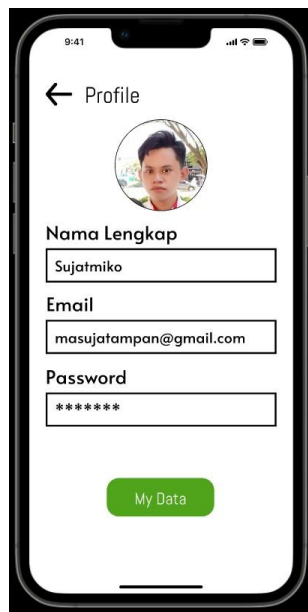 9:41
Profile
Nama Lengkap
Sujatmiko
Email
masujatampan@gmail.com
Password
*******
My Data